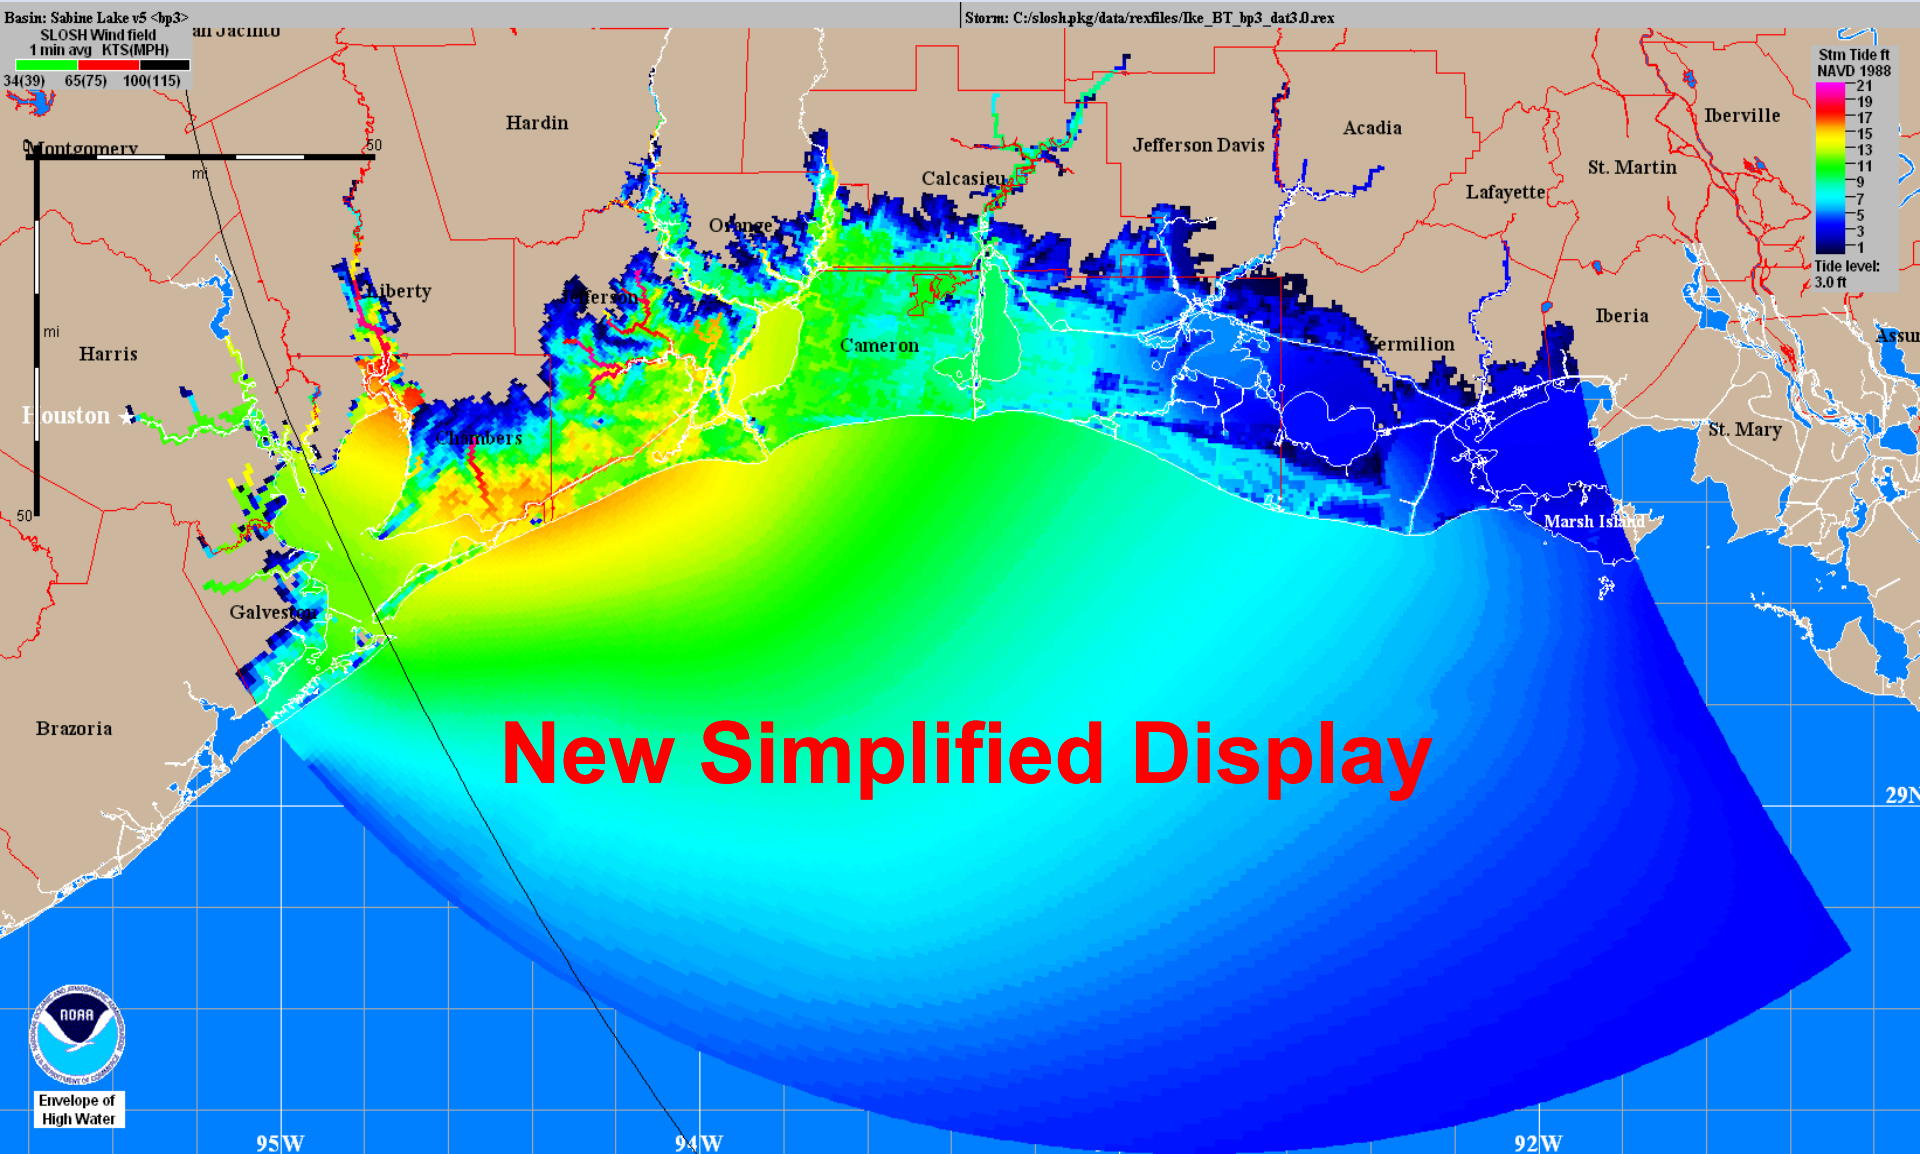 Basin: Sabine Lake v5 <bp3>
Storm: C:/slosh.pkg/data/rexfiles/Ike_BT_bp3_dat3.0.rex
SLOSH Wind field
1 min avg KTS(MPH)
34(39) 65(75) 100(115)
an Jacinto
Stm Tide ft
NAVD 1988
21
19
17
15
13
11
9
7
5
3
1
Tide level:
3.0 ft
0
50
mi
mi
50
Montgomery
Hardin
Jefferson Davis
Acadia
Iberville
St. Martin
Calcasieu
Lafayette
Orange
Liberty
Jefferson
Iberia
Assu
Harris
Cameron
Vermilion
Houston
Chambers
St. Mary
Marsh Island
Galveston
Brazoria
New Simplified Display
29N
NOAA
Envelope of
High Water
95W
94W
92W